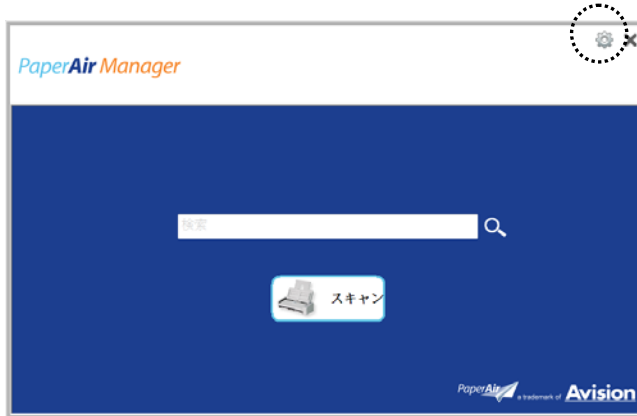 PaperAir Manager
検索
スキャン
PaperAir a trademark of Avision